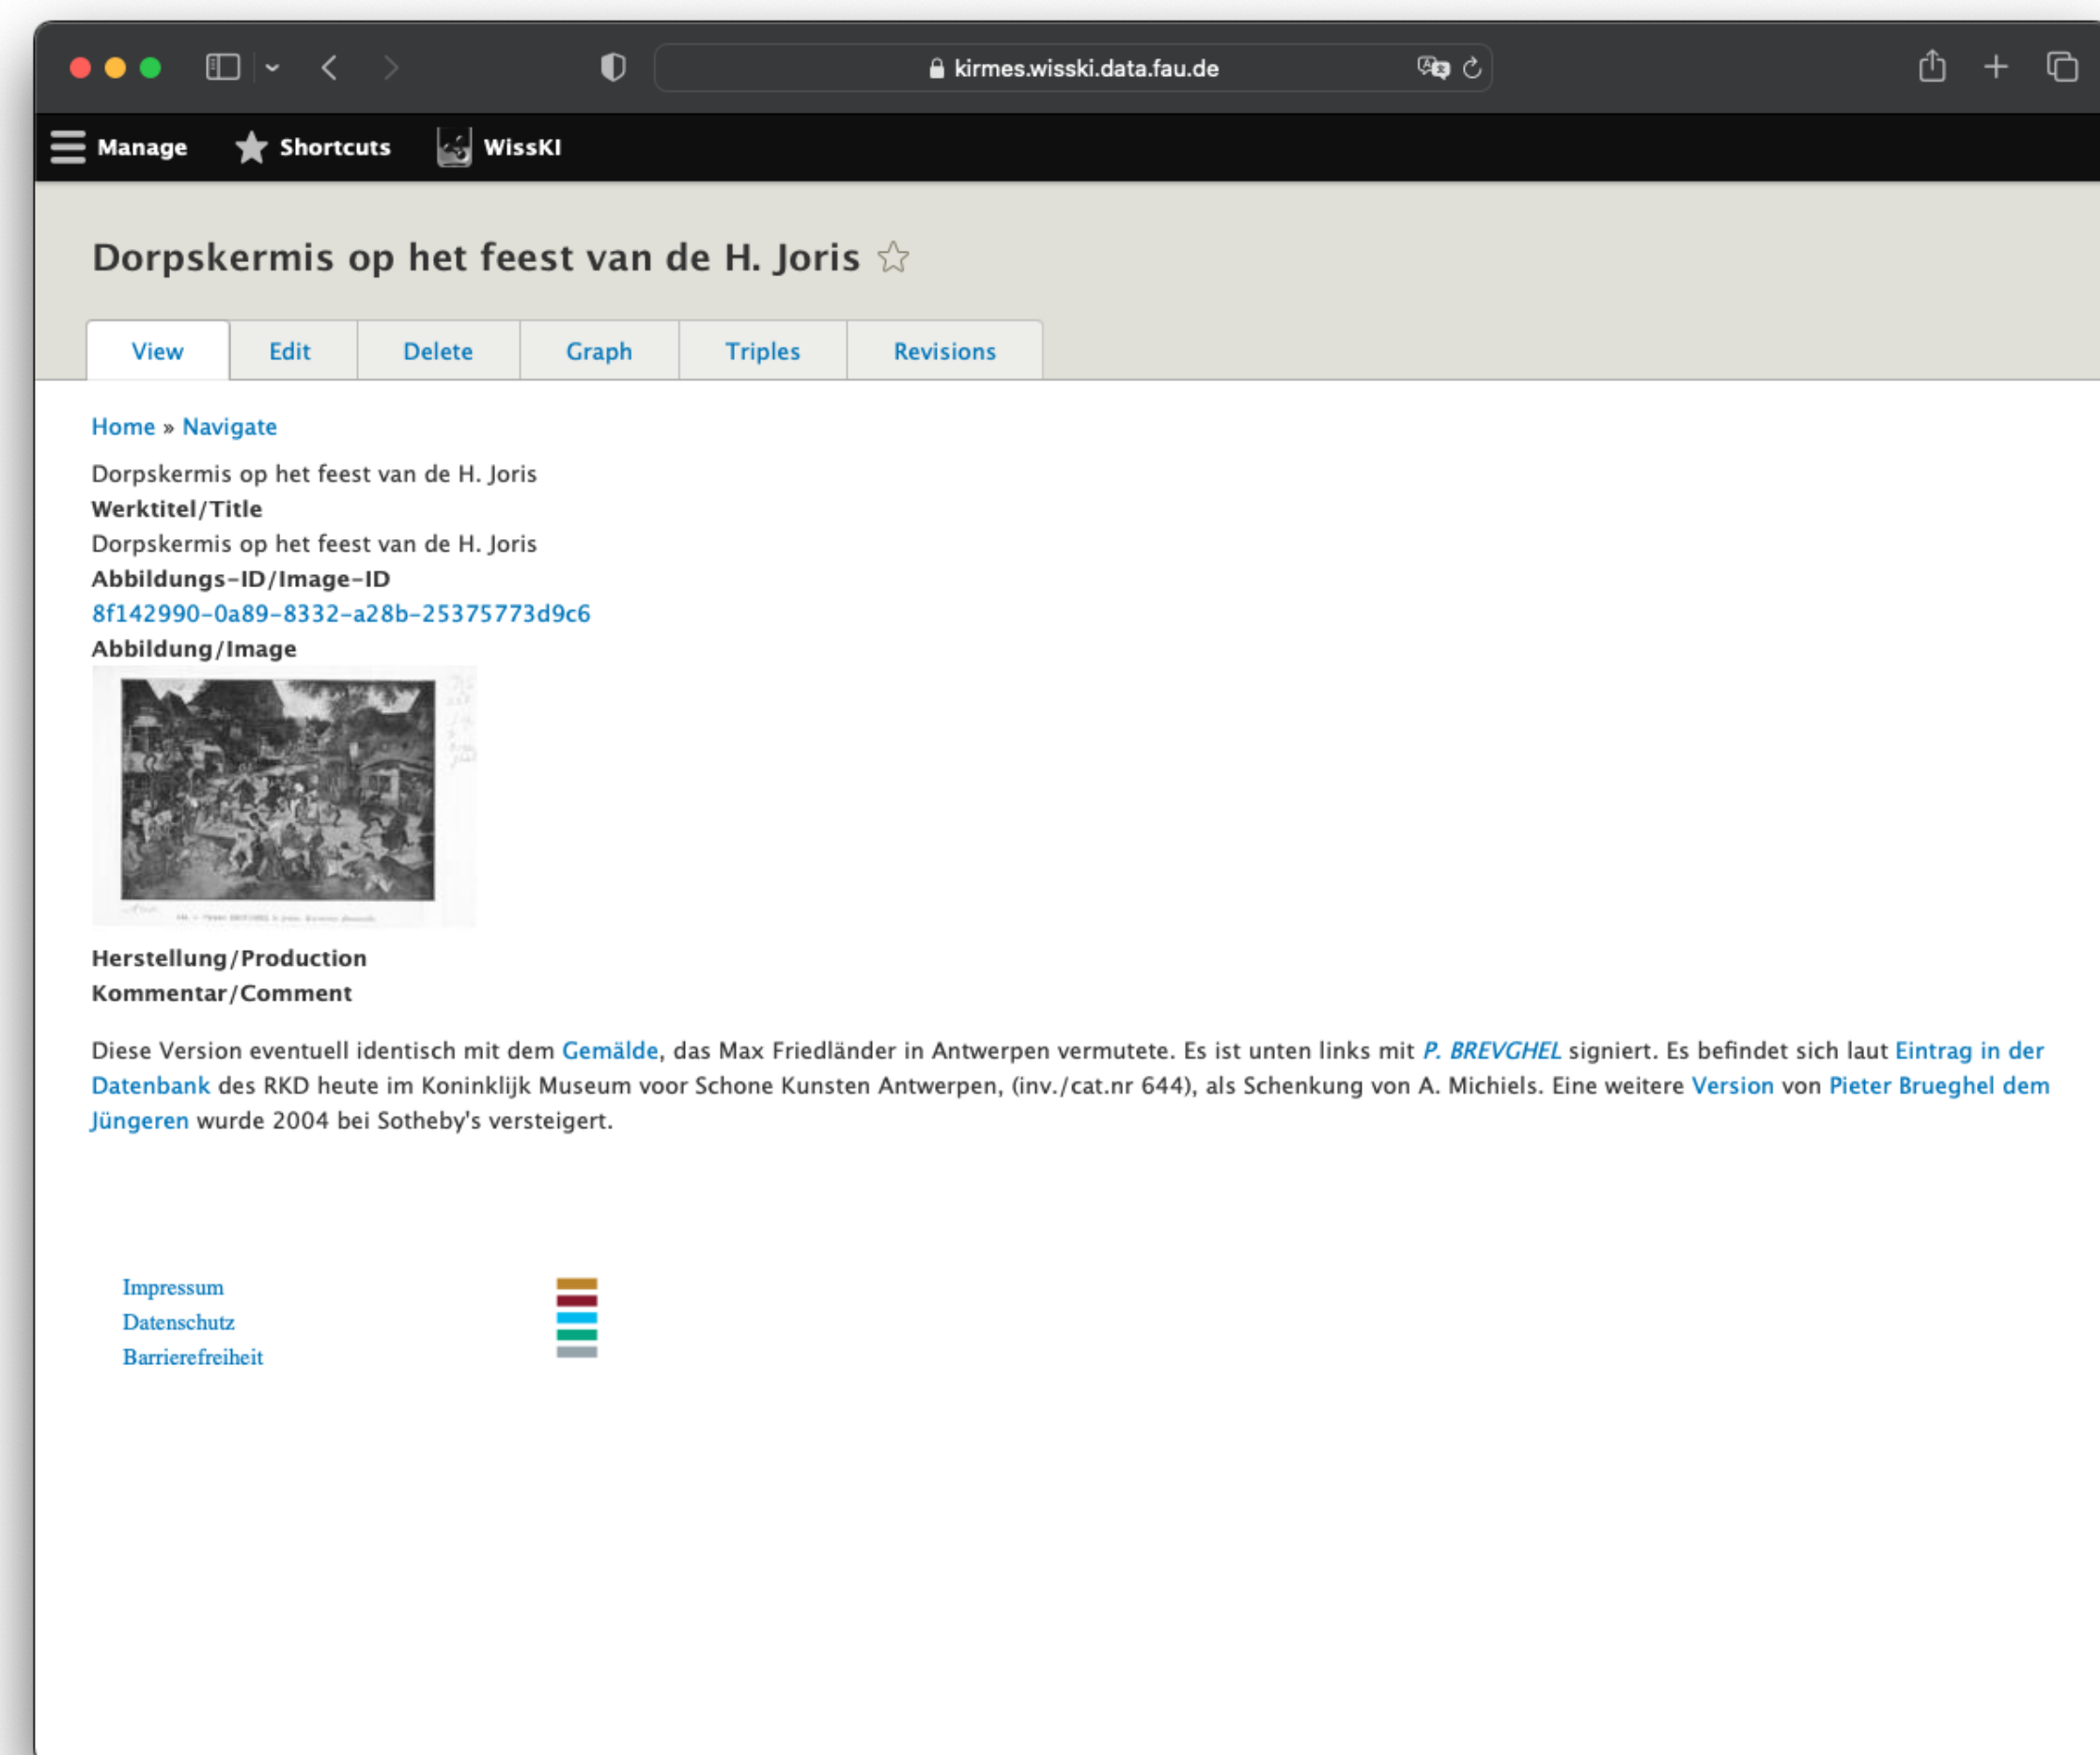 kirmes.wisski.data.fau.de
Manage Shortcuts WissKI
Dorpskermis op het feest van de H. Joris
View Edit Delete Graph Triples Revisions
Home » Navigate
Dorpskermis op het feest van de H. Joris
Werktitel/Title
Dorpskermis op het feest van de H. Joris
Abbildungs-ID/Image-ID
8f142990-0a89-8332-a28b-25375773d9c6
Abbildung/Image
Herstellung/Production
Kommentar/Comment
Diese Version eventuell identisch mit dem Gemälde, das Max Friedländer in Antwerpen vermutete. Es ist unten links mit P. BREVGHEL signiert. Es befindet sich laut Eintrag in der
Datenbank des RKD heute im Koninklijk Museum voor Schone Kunsten Antwerpen, (inv./cat.nr 644), als Schenkung von A. Michiels. Eine weitere Version von Pieter Brueghel dem
Jüngeren wurde 2004 bei Sotheby's versteigert.
Impressum
Datenschutz
Barrierefreiheit